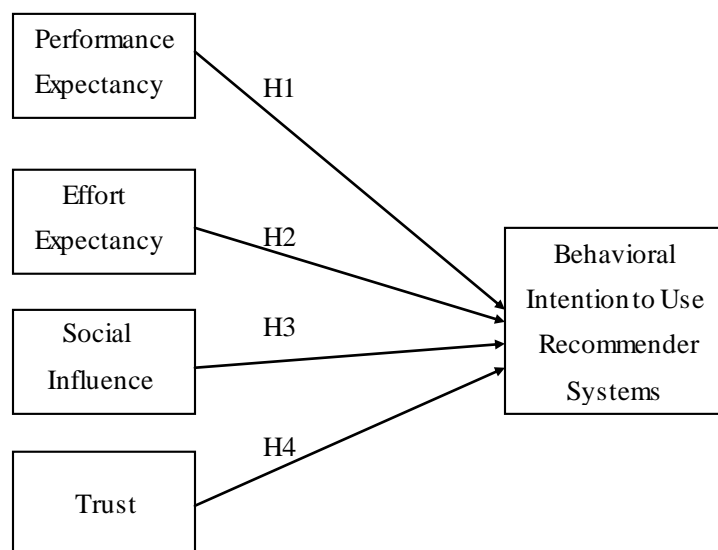 Performance
Expectancy
H1
Effort
Expectancy
H2
Social
Influence
H3
Trust
H4
Behavioral
Intention to Use
Recommender
Systems